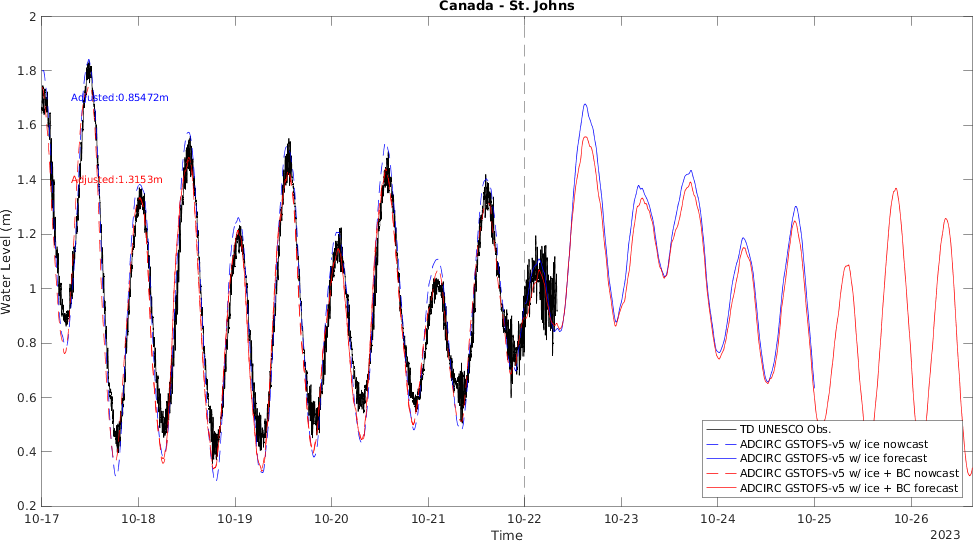 Canada - St. Johns
2
1.8
Adjusted:0.85472m
1.6
1.4
Adjusted:1.3153m
1.2
Water Level (m)
1
0.8
0.6
TD UNESCO Obs.
ADCIRC GSTOFS-v5 w/ ice nowcast
0.4
ADCIRC GSTOFS-v5 w/ ice forecast
ADCIRC GSTOFS-v5 w/ ice + BC nowcast
ADCIRC GSTOFS-v5 w/ ice + BC forecast
0.2
10-17 10-18 10-19 10-20 10-21 10-22 10-23 10-24 10-25 10-26
Time
2023